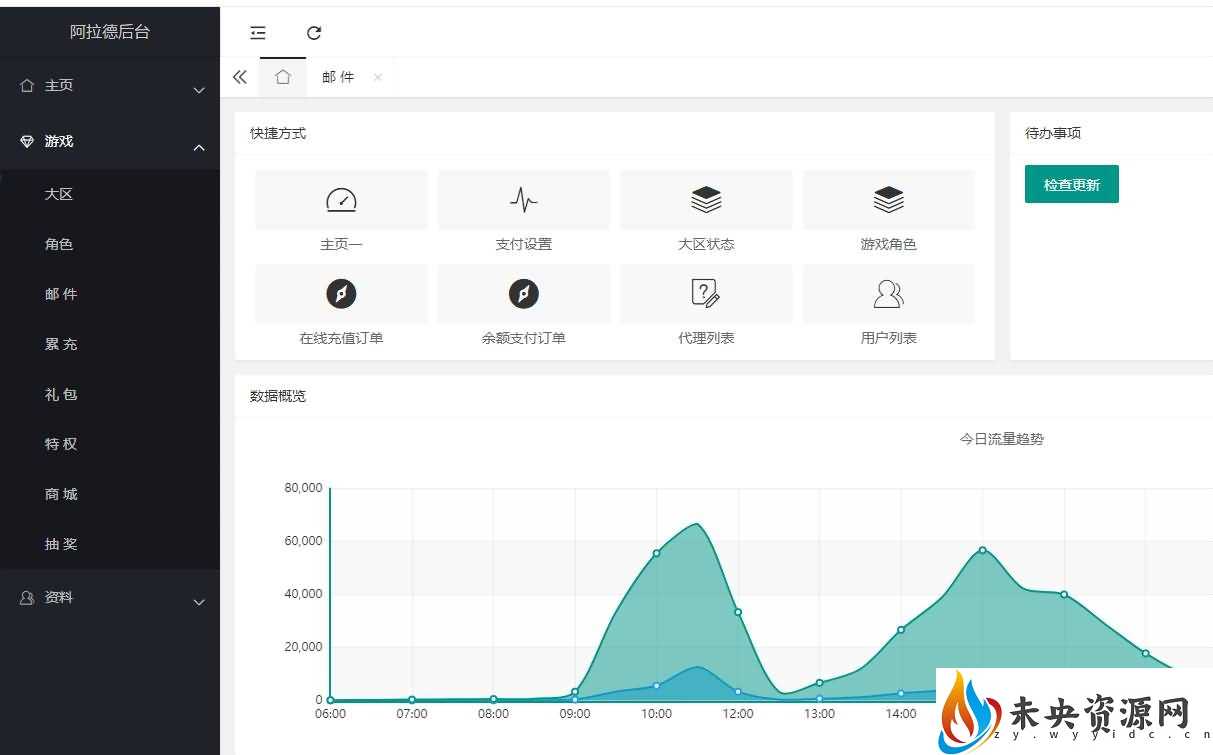 阿拉德后台
主页
游戏
大区
角色
邮 件
累 充
礼 包
特 权
商 城
抽 奖
资料
邮 件 ×
快捷方式
主页一 支付设置 大区状态 游戏角色
在线充值订单 余额支付订单 代理列表 用户列表
待办事项
检查更新
数据概览
今日流量趋势
80,000
60,000
40,000
20,000
0
06:00 07:00 08:00 09:00 10:00 12:00 13:00 14:00
未央资源网
zy.wyyidc.cn